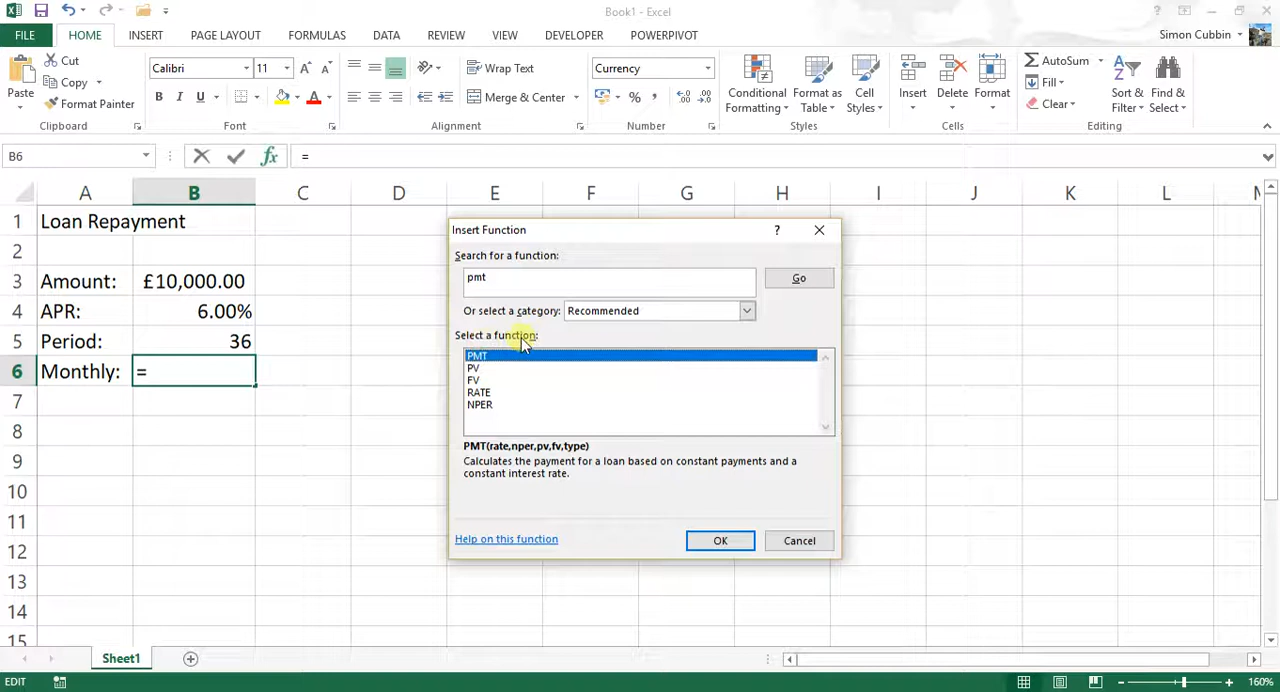 Book1 - Excel
FILE HOME INSERT PAGE LAYOUT FORMULAS DATA REVIEW VIEW DEVELOPER POWERPIVOT Simon Cubbin
Paste
Cut
Copy
Format Painter
Clipboard
Calibri 11
B I U
Font
Wrap Text
Merge & Center
Alignment
Currency
%
Number
Conditional Formatting
Format as Table
Cell Styles
Styles
Insert Delete Format
Cells
AutoSum
Fill
Clear
Sort & Filter
Find & Select
Editing
B6 fx =
A B C D E F G H I J K L
1 Loan Repayment
2
3 Amount: £10,000.00
4 APR: 6.00%
5 Period: 36
6 Monthly: =
7
8
9
10
11
12
13
14
15
Insert Function ?
Search for a function:
pmt Go
Or select a category: Recommended
Select a function:
PMT
PV
FV
RATE
NPER
PMT(rate,nper,pv,fv,type)
Calculates the payment for a loan based on constant payments and a
constant interest rate.
Help on this function OK Cancel
Sheet1
EDIT 160%